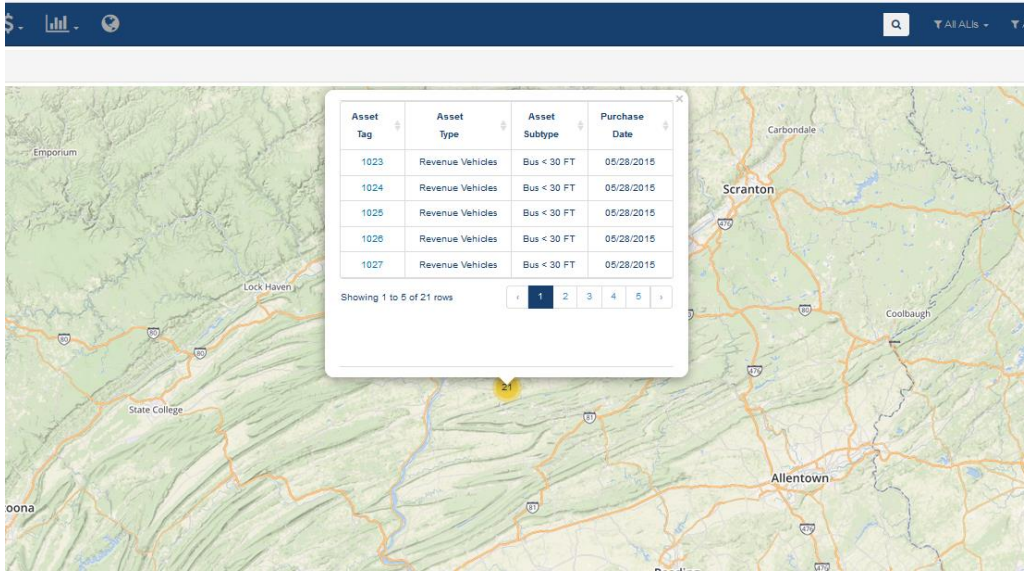 $
All ALIs
Asset Tag Asset Type Asset Subtype Purchase Date
1023 Revenue Vehicles Bus < 30 FT 05/28/2015
1024 Revenue Vehicles Bus < 30 FT 05/28/2015
1025 Revenue Vehicles Bus < 30 FT 05/28/2015
1026 Revenue Vehicles Bus < 30 FT 05/28/2015
1027 Revenue Vehicles Bus < 30 FT 05/28/2015
Showing 1 to 5 of 21 rows ‹ 1 2 3 4 5 ›
21
Emporium
Carbondale
Scranton
476
Lock Haven
80
80
80
Coolbaugh
476
State College
81
Allentown
81
476
476
oona